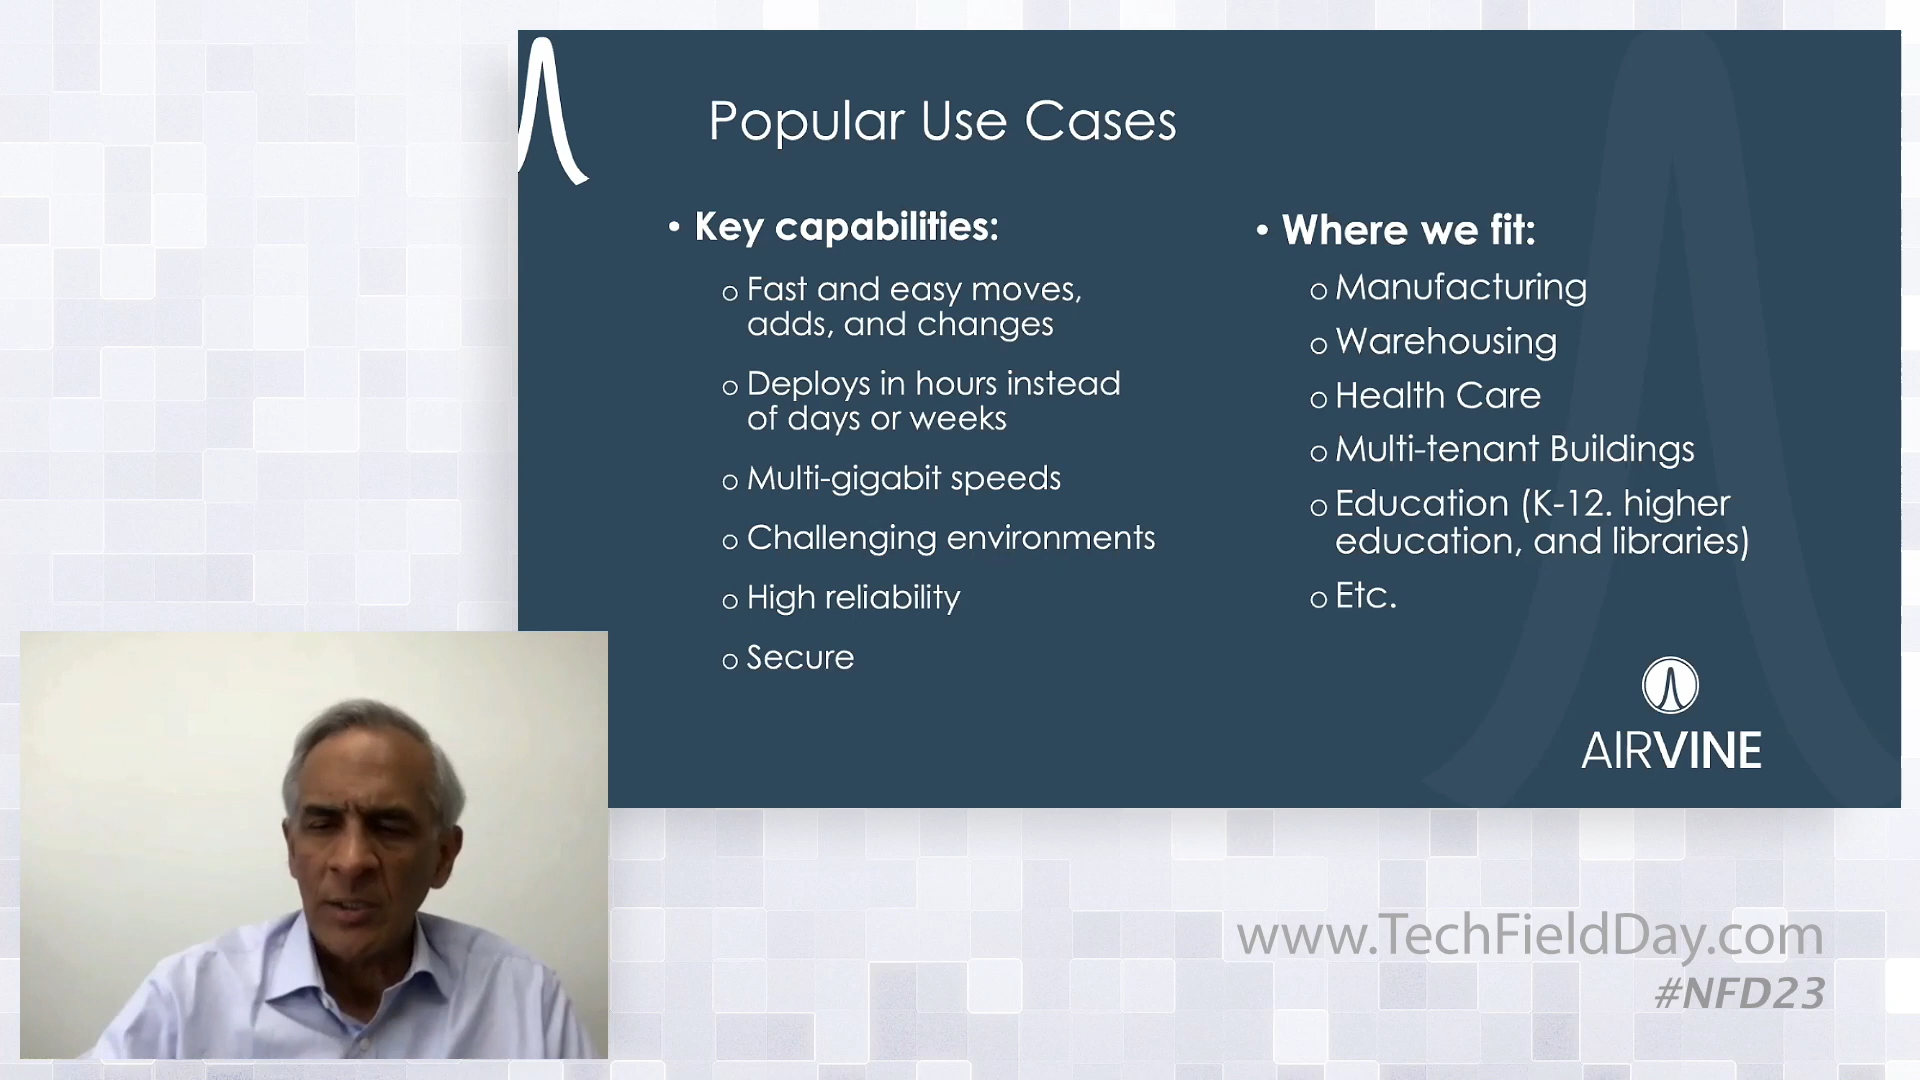 Popular Use Cases
• Key capabilities:
o Fast and easy moves,
adds, and changes
o Deploys in hours instead
of days or weeks
o Multi-gigabit speeds
o Challenging environments
o High reliability
o Secure
• Where we fit:
o Manufacturing
o Warehousing
o Health Care
o Multi-tenant Buildings
o Education (K-12. higher
education, and libraries)
o Etc.
AIRVINE
www.TechFieldDay.com
#NFD23